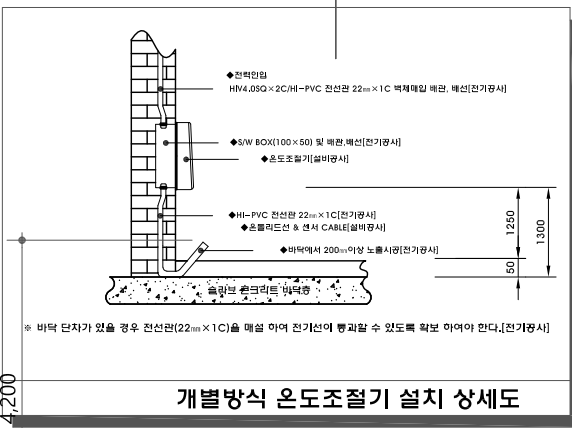 ◆전력인입
HIV4.0SQ×2C/HI-PVC 전선관 22mm×1C 벽체매입 배관, 배선[전기공사]
◆S/W BOX(100×50) 및 배관,배선[전기공사]
◆온도조절기[설비공사]
◆HI-PVC 전선관 22mm×1C[전기공사]
◆온돌리드선 & 센서 CABLE[설비공사]
◆바닥에서 200mm이상 노출시공[전기공사]
1250
1300
50
슬라브 콘크리트 바닥층
※ 바닥 단차가 있을 경우 전선관(22mm×1C)을 매설 하여 전기선이 통과할 수 있도록 확보 하여야 한다.[전기공사]
4,200
개별방식 온도조절기 설치 상세도